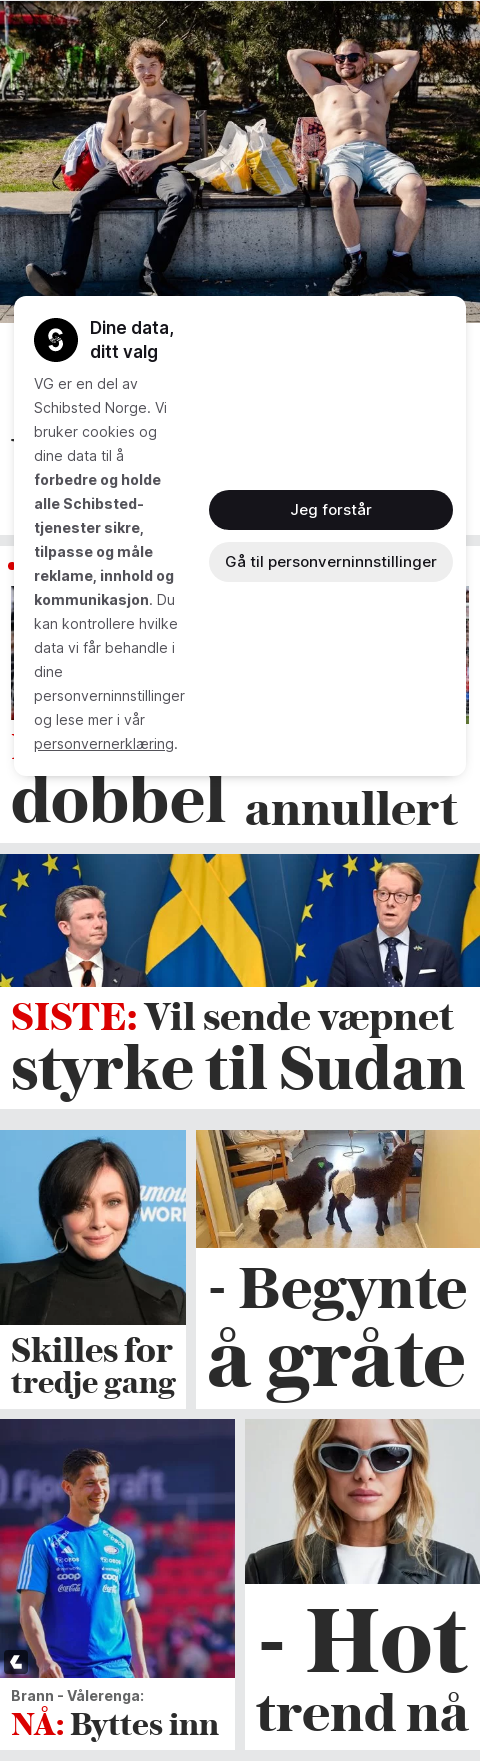 Dine data,
ditt valg
VG er en del av
Schibsted Norge. Vi
bruker cookies og
dine data til å
forbedre og holde
alle Schibsted-
tjenester sikre,
tilpasse og måle
reklame, innhold og
kommunikasjon. Du
kan kontrollere hvilke
data vi får behandle i
dine
personverninnstillinger
og lese mer i vår
personvernerklæring.
Jeg forstår
Gå til personverninnstillinger
dobbel
annullert
SISTE: Vil sende væpnet
styrke til Sudan
Skilles for
tredje gang
- Begynte
å gråte
Brann - Vålerenga:
NÅ: Byttes inn
- Hot
trend nå